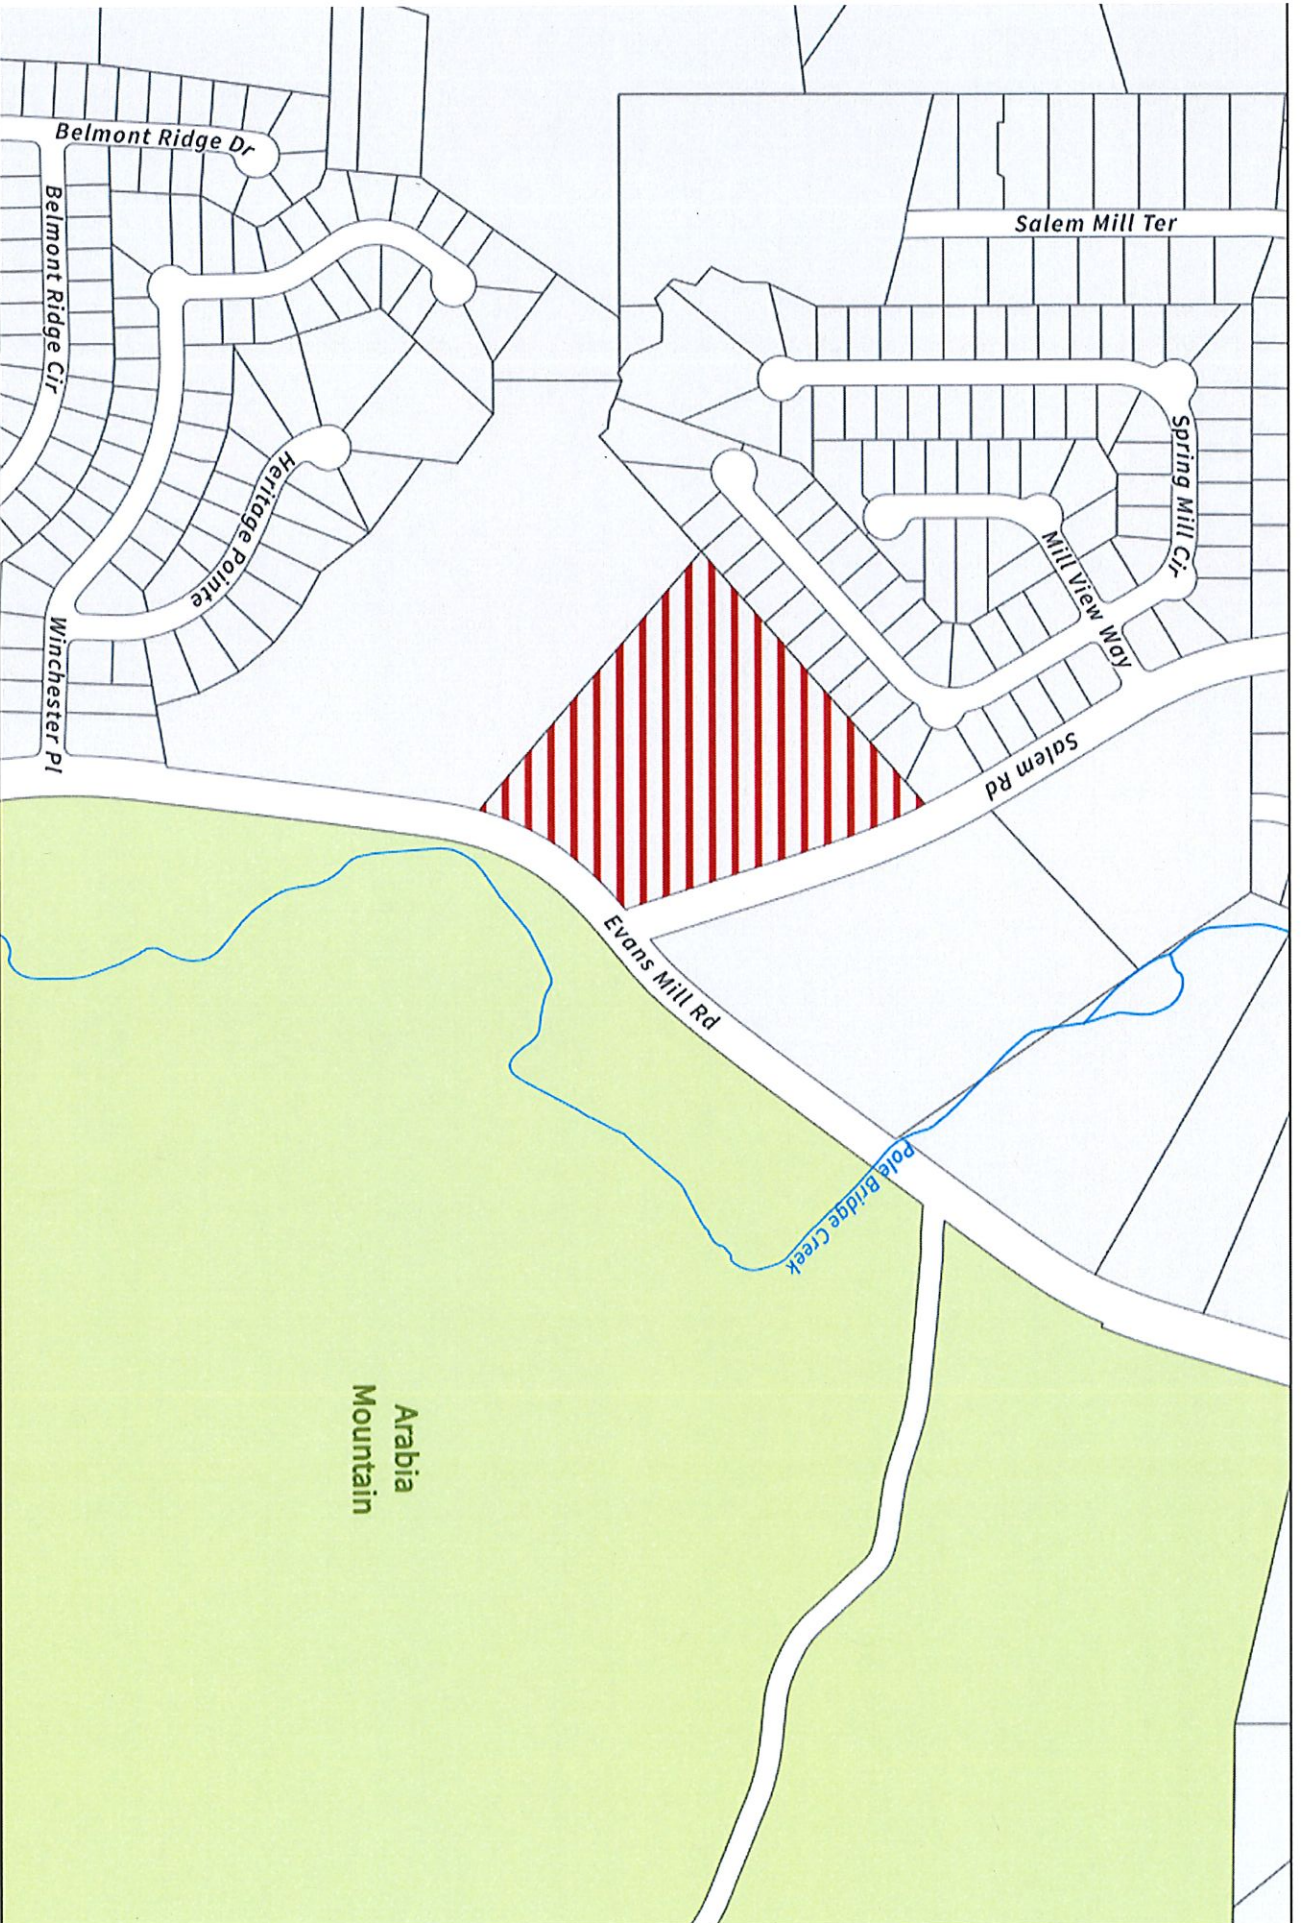 Belmont Ridge Dr
Belmont Ridge Cir
Salem Mill Ter
Spring Mill Cir
Mill View Way
Heritage Pointe
Winchester Pl
Salem Rd
Evans Mill Rd
Pole Bridge Creek
Arabia
Mountain